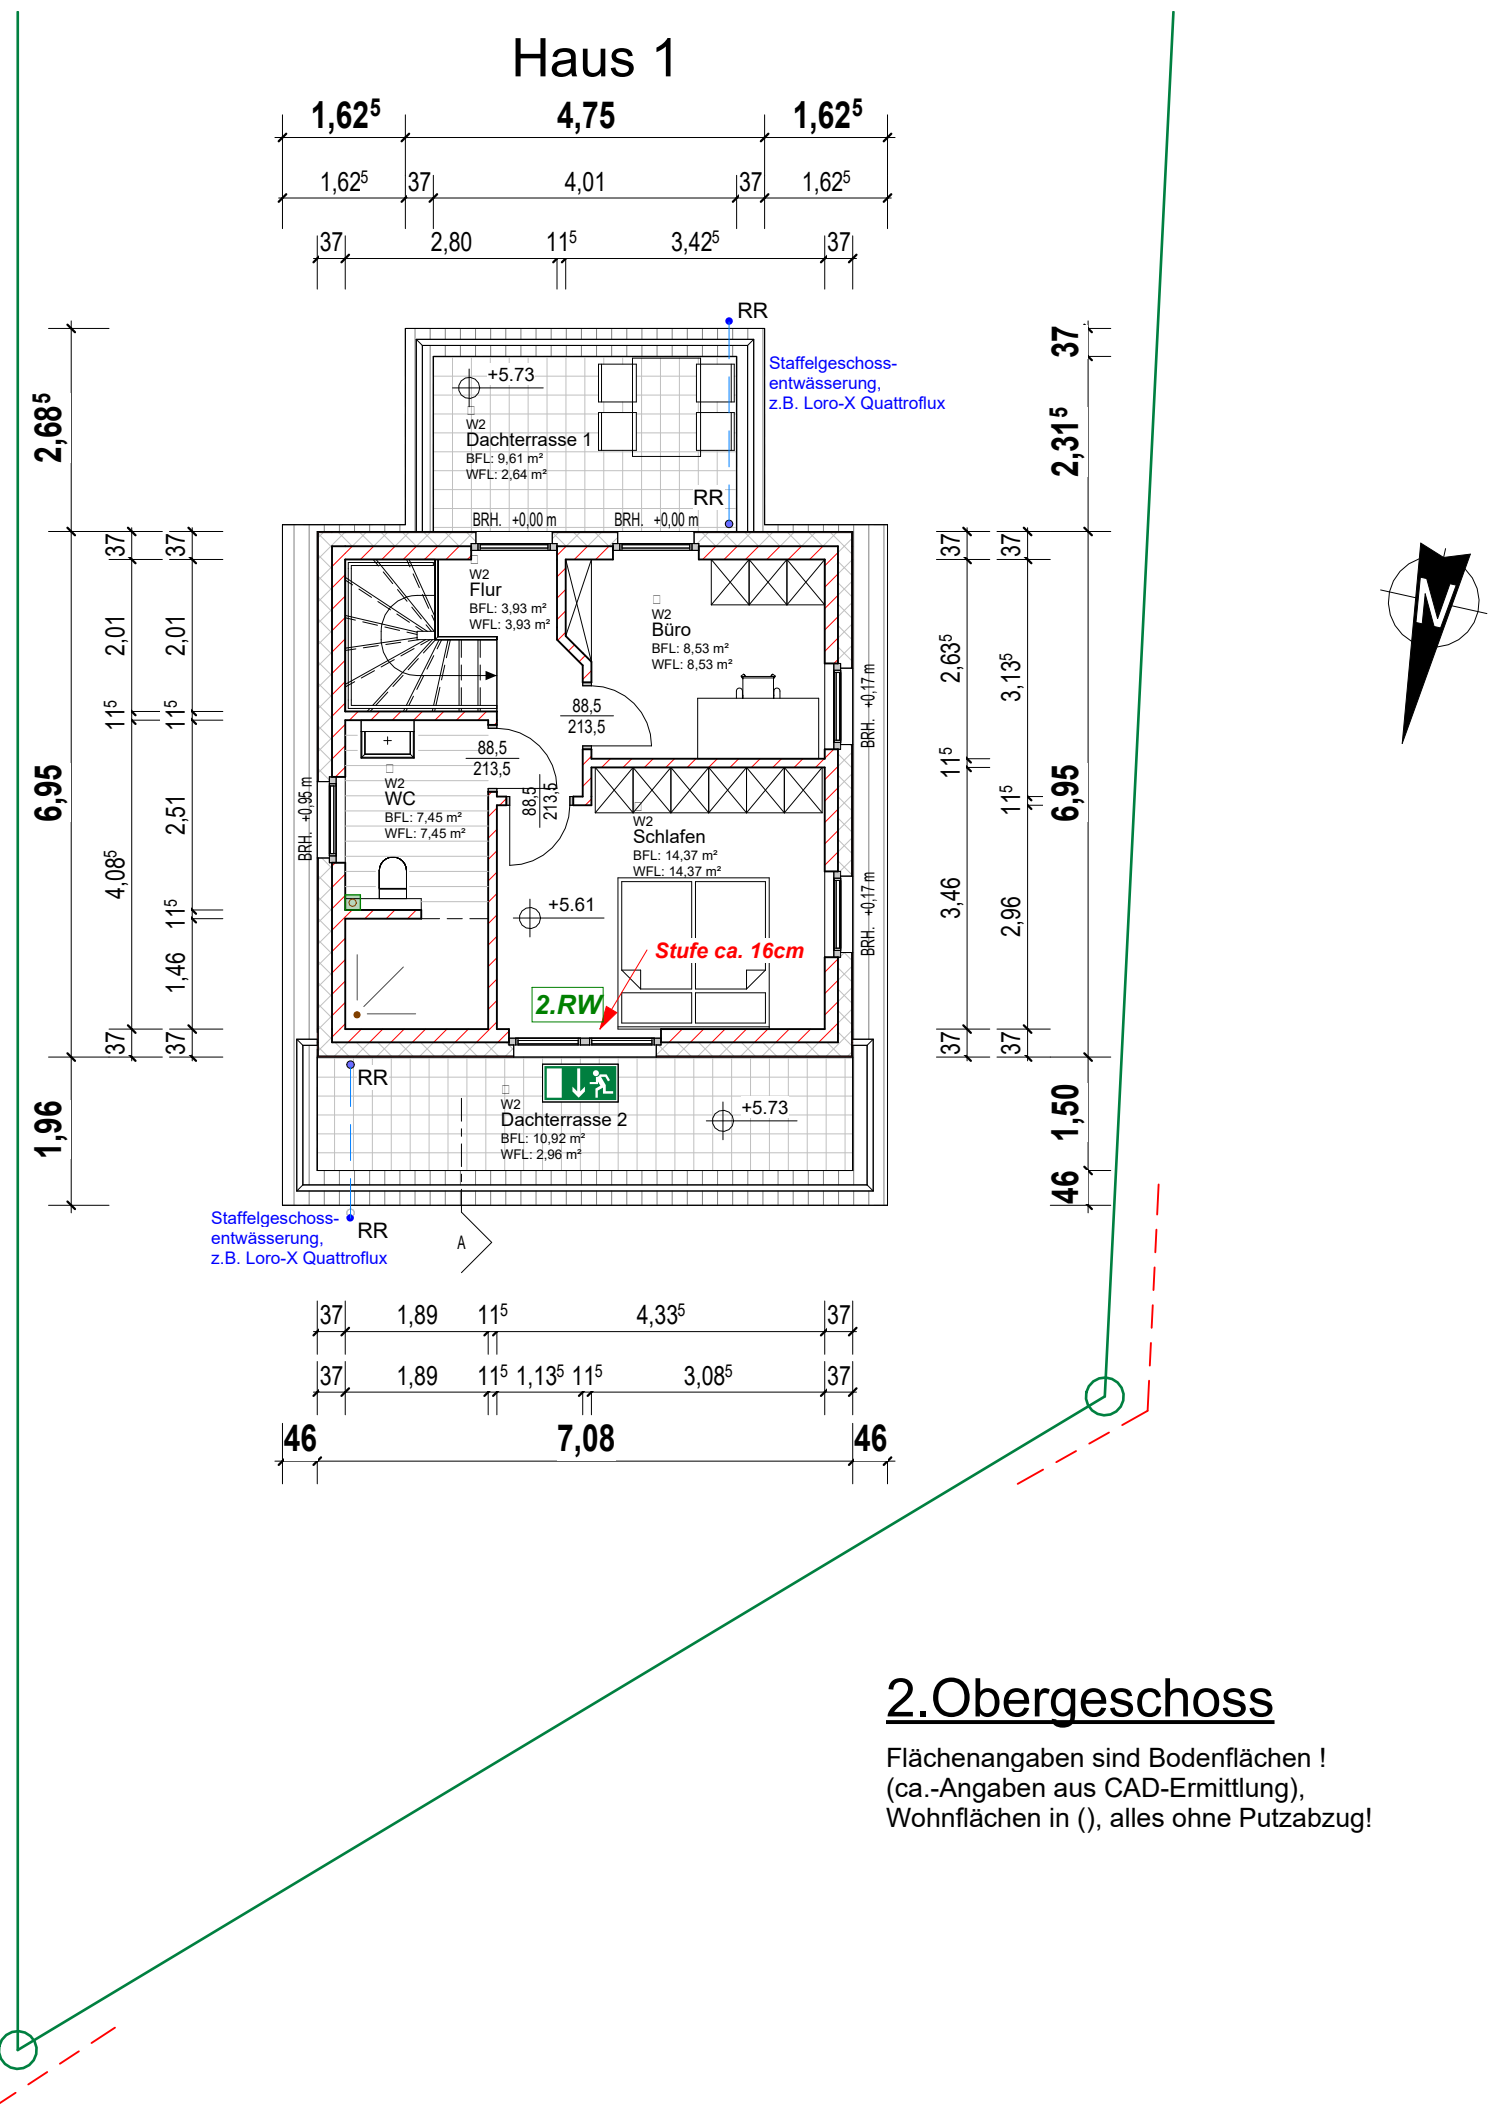 Haus 1
1,62⁵ 4,75 1,62⁵
1,62⁵ 37 4,01 37 1,62⁵
37 2,80 11⁵ 3,42⁵ 37
RR
Staffelgeschoss-
entwässerung,
z.B. Loro-X Quattroflux
+5.73
W2
Dachterrasse 1
BFL: 9,61 m²
WFL: 2,64 m²
RR
BRH. +0,00 m
BRH. +0,00 m
2,68⁵
6,95
1,96
37
2,01
11⁵
4,08⁵
37
37
2,01
11⁵
2,51
11⁵
1,46
37
W2
Flur
BFL: 3,93 m²
WFL: 3,93 m²
W2
Büro
BFL: 8,53 m²
WFL: 8,53 m²
88,5
213,5
88,5
213,5
88,5
213,5
W2
WC
BFL: 7,45 m²
WFL: 7,45 m²
BRH. +0,95 m
W2
Schlafen
BFL: 14,37 m²
WFL: 14,37 m²
+5.61
Stufe ca. 16cm
2.RW
BRH. +0,17 m
BRH. +0,17 m
37
2,63⁵
11⁵
3,46
37
37
3,13⁵
11⁵
2,96
37
37
2,31⁵
6,95
1,50
46
N
RR
W2
Dachterrasse 2
BFL: 10,92 m²
WFL: 2,96 m²
+5.73
Staffelgeschoss-
entwässerung,
z.B. Loro-X Quattroflux
RR
A
37 1,89 11⁵ 4,33⁵ 37
37 1,89 11⁵ 1,13⁵ 11⁵ 3,08⁵ 37
46 7,08 46
2.Obergeschoss
Flächenangaben sind Bodenflächen !
(ca.-Angaben aus CAD-Ermittlung),
Wohnflächen in (), alles ohne Putzabzug!